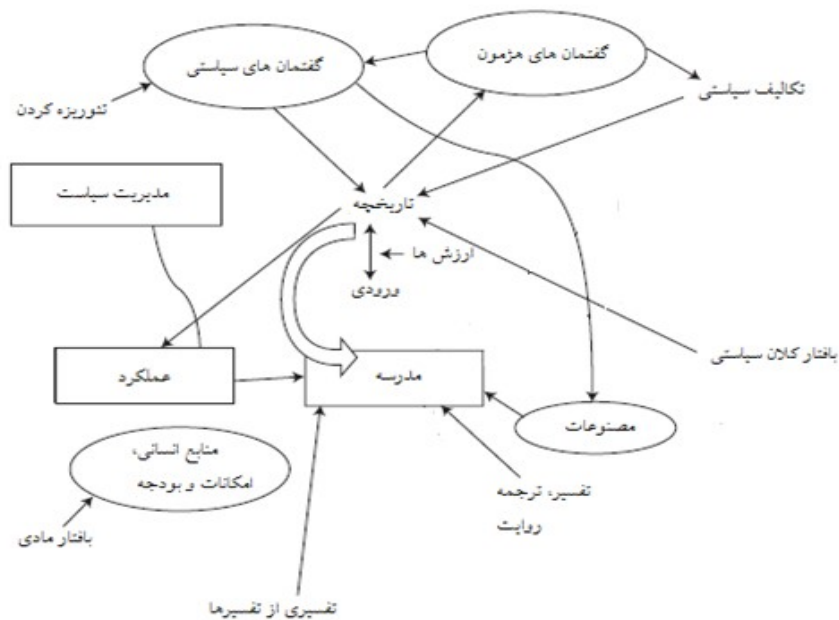 گفتمان های هژمون
گفتمان های سیاستی
تکالیف سیاستی
تئوریزه کردن
مدیریت سیاست
تاریخچه
ارزش ها
ورودی
بافتار کلان سیاستی
مدرسه
عملکرد
مصنوعات
منابع انسانی،
امکانات و بودجه
تفسیر، ترجمه
روایت
بافتار مادی
تفسیری از تفسیرها